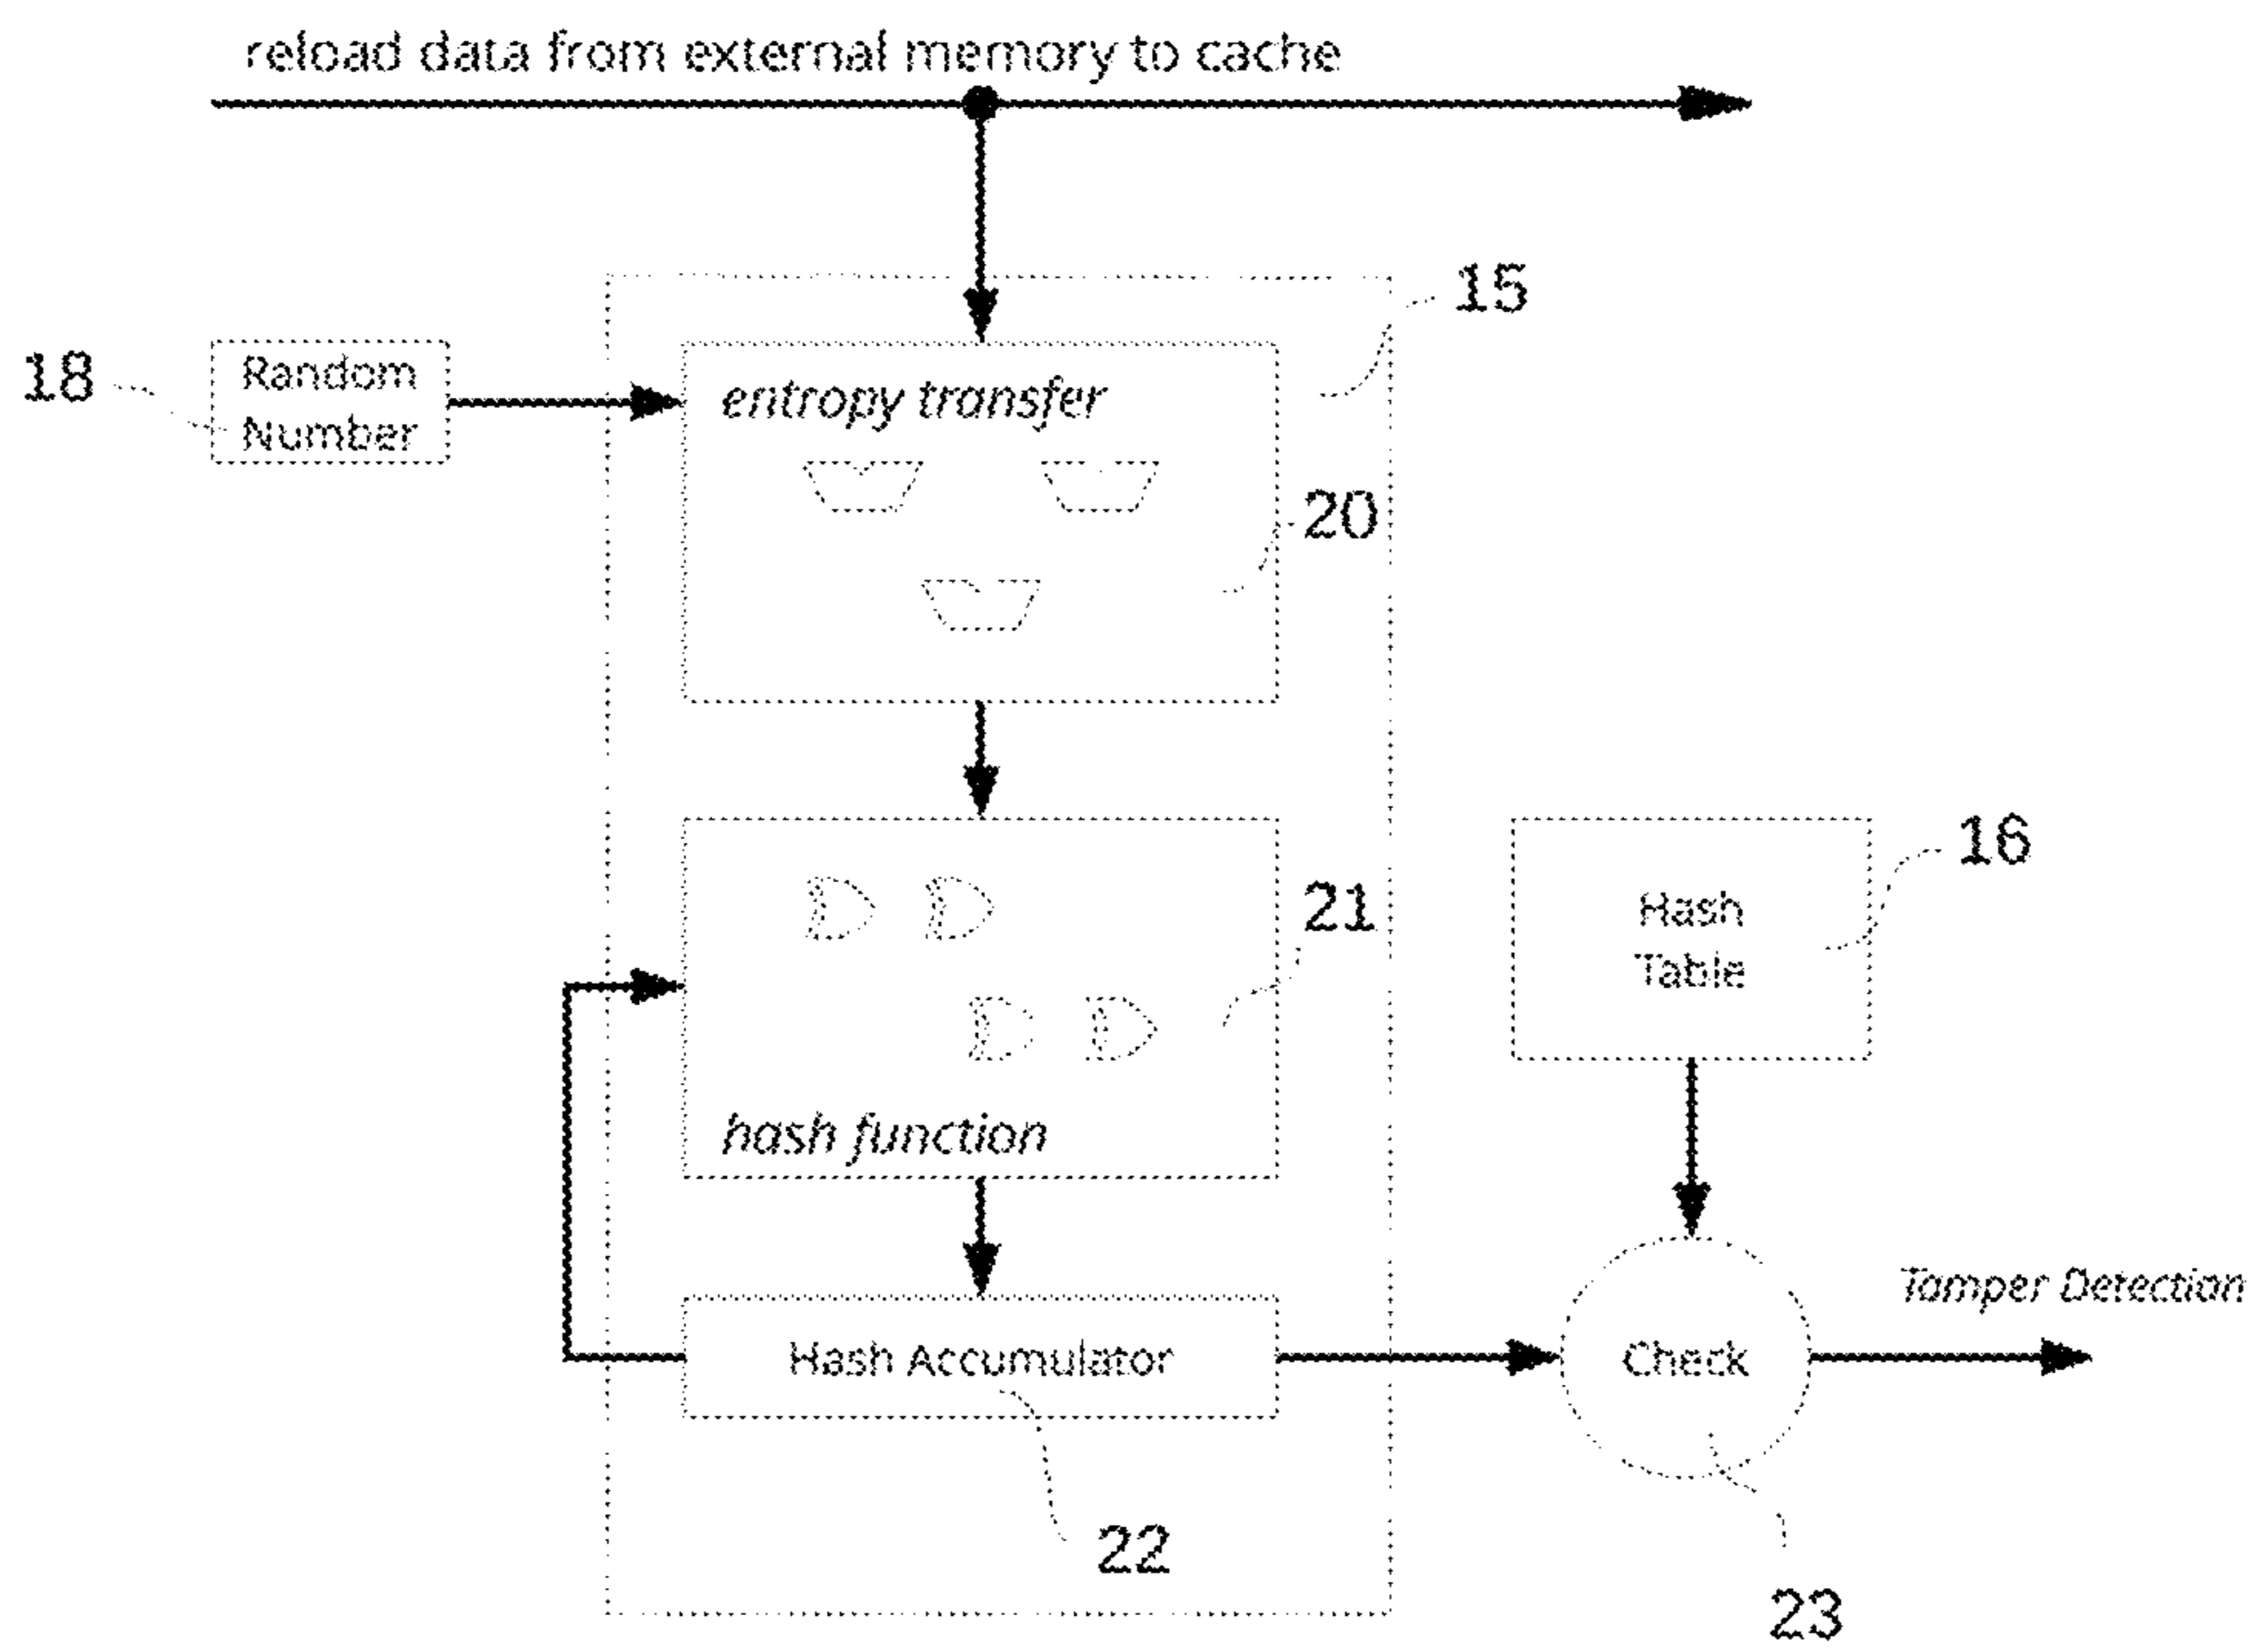 reload data from external memory to cache
15
18
Random
Number
entropy transfer
20
16
21
Hash
Table
hash function
Tamper Detection
Hash Accumulator
Check
22
23